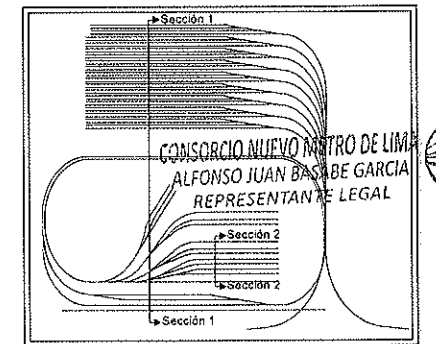 Sección 1
CONSORCIO NUEVO METRO DE LIMA
ALFONSO JUAN BASABE GARCIA
REPRESENTANTE LEGAL
Sección 2
Sección 2
Sección 1